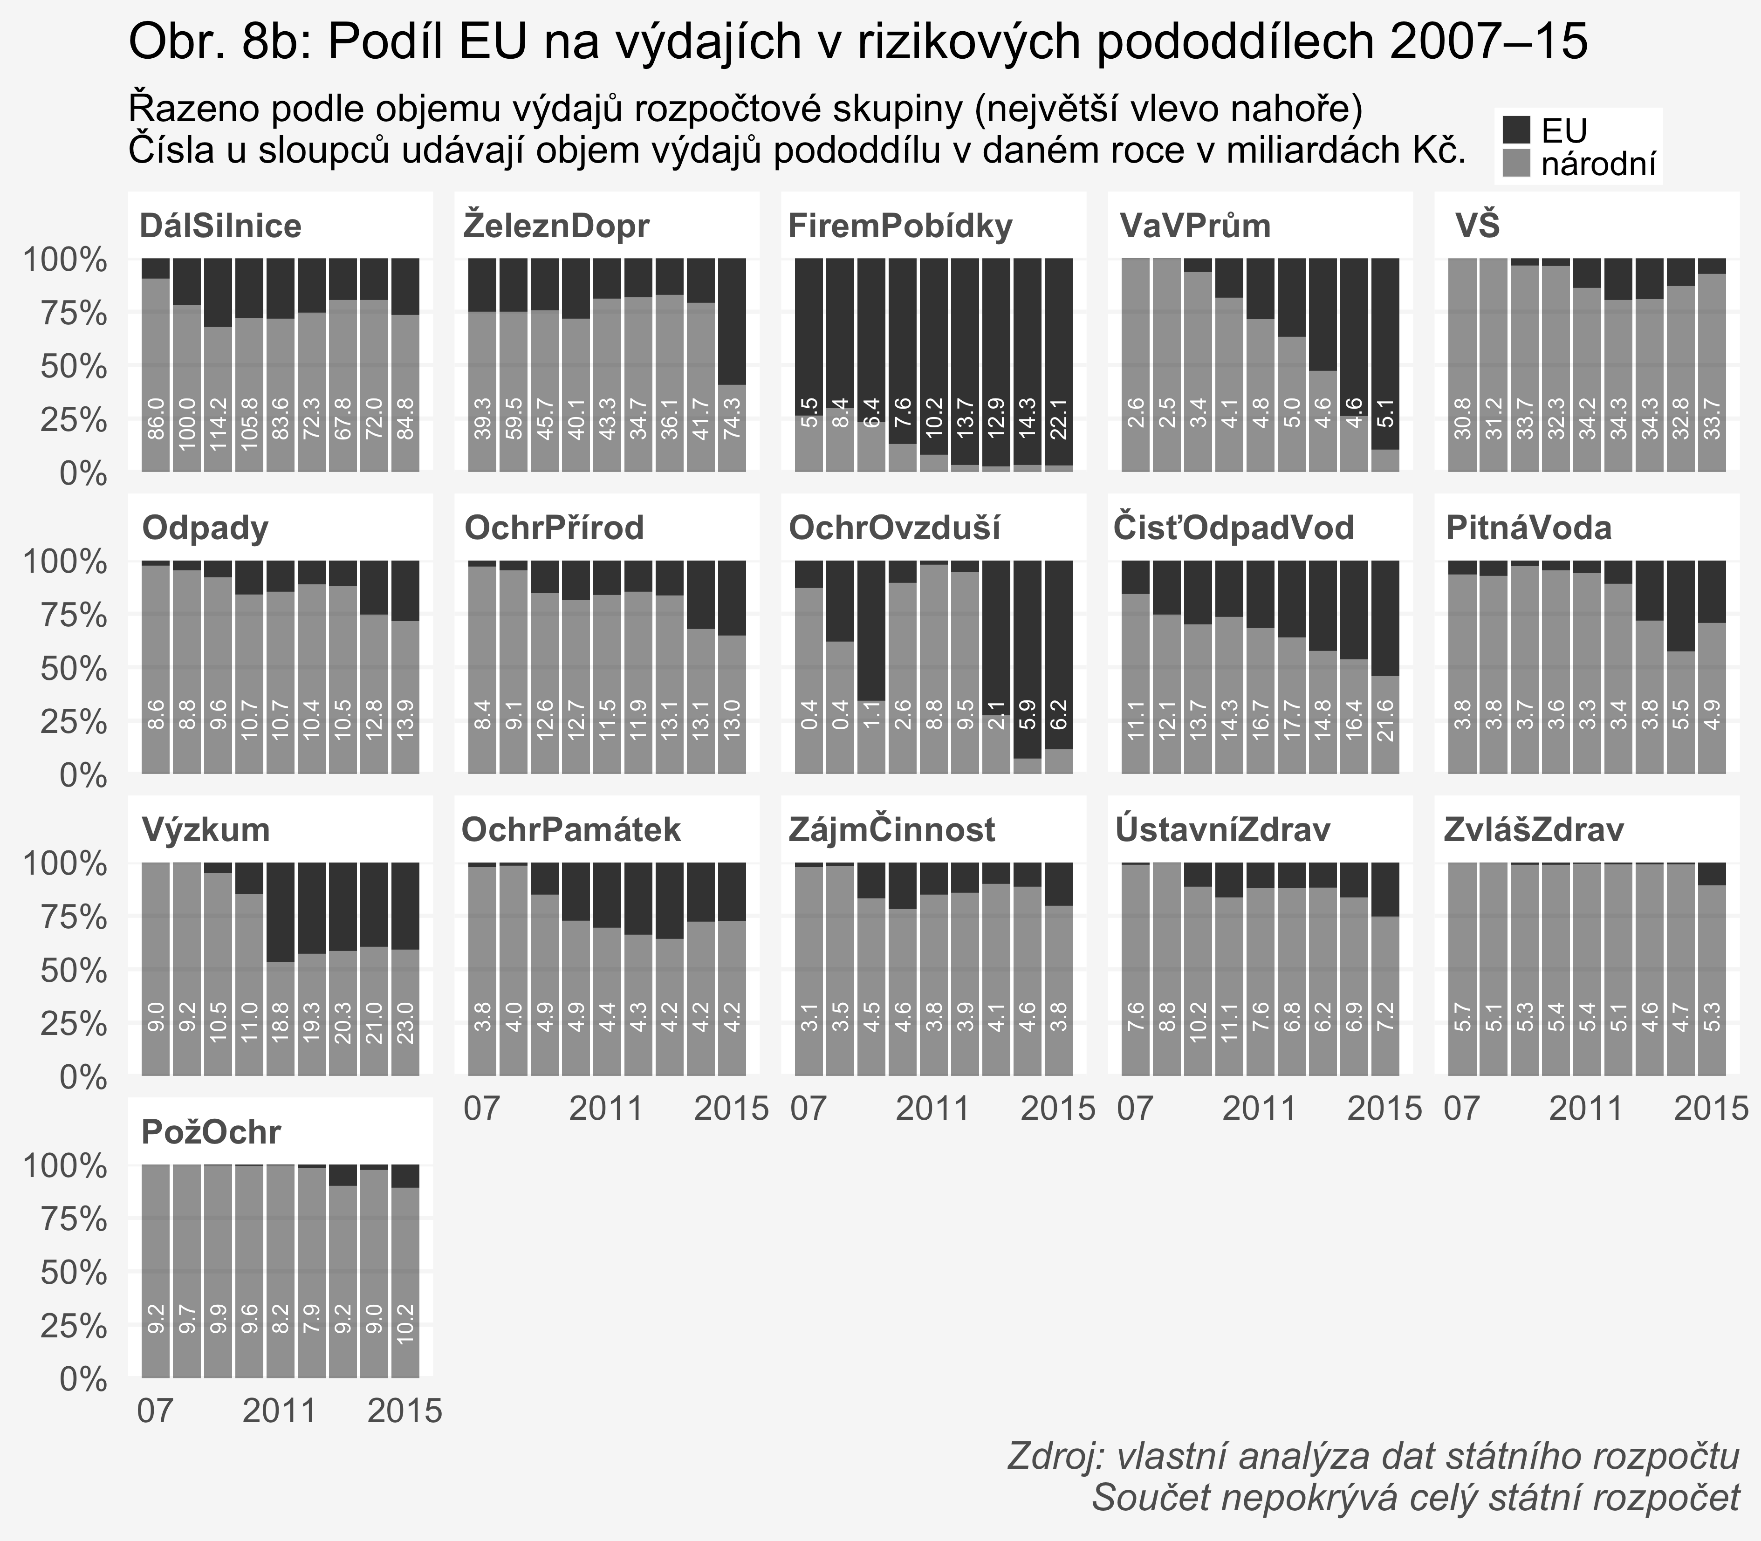 Obr. 8b: Podíl EU na výdajích v rizikových pododdílech 2007–15
Řazeno podle objemu výdajů rozpočtové skupiny (největší vlevo nahoře)
Čísla u sloupců udávají objem výdajů pododdílu v daném roce v miliardách Kč.
EU
národní
DálSilnice ŽeleznDopr FiremPobídky VaVPrům VŠ
100%
75%
50%
25%
0%
86.0 100.0 114.2 105.8 83.6 72.3 67.8 72.0 84.8
39.3 59.5 45.7 40.1 43.3 34.7 36.1 41.7 74.3
5.5 8.4 6.4 7.6 10.2 13.7 12.9 14.3 22.1
2.6 2.5 3.4 4.1 4.8 5.0 4.6 4.6 5.1
30.8 31.2 33.7 32.3 34.2 34.3 34.3 32.8 33.7
Odpady OchrPřírod OchrOvzduší ČisťOdpadVod PitnáVoda
100%
75%
50%
25%
0%
8.6 8.8 9.6 10.7 10.7 10.4 10.5 12.8 13.9
8.4 9.1 12.6 12.7 11.5 11.9 13.1 13.1 13.0
0.4 0.4 1.1 2.6 8.8 9.5 2.1 5.9 6.2
11.1 12.1 13.7 14.3 16.7 17.7 14.8 16.4 21.6
3.8 3.8 3.7 3.6 3.3 3.4 3.8 5.5 4.9
Výzkum OchrPamátek ZájmČinnost ÚstavníZdrav ZvlášZdrav
100%
75%
50%
25%
0%
9.0 9.2 10.5 11.0 18.8 19.3 20.3 21.0 23.0
3.8 4.0 4.9 4.9 4.4 4.3 4.2 4.2 4.2
3.1 3.5 4.5 4.6 3.8 3.9 4.1 4.6 3.8
7.6 8.8 10.2 11.1 7.6 6.8 6.2 6.9 7.2
5.7 5.1 5.3 5.4 5.4 5.1 4.6 4.7 5.3
07 2011 2015 07 2011 2015 07 2011 2015 07 2011 2015
PožOchr
100%
75%
50%
25%
0%
9.2 9.7 9.9 9.6 8.2 7.9 9.2 9.0 10.2
07 2011 2015
Zdroj: vlastní analýza dat státního rozpočtu
Součet nepokrývá celý státní rozpočet